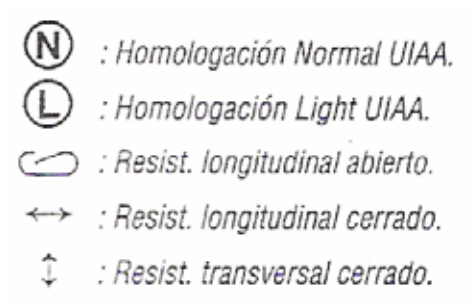 N : Homologación Normal UIAA.
L : Homologación Light UIAA.
: Resist. longitudinal abierto.
↔ : Resist. longitudinal cerrado.
↕ : Resist. transversal cerrado.